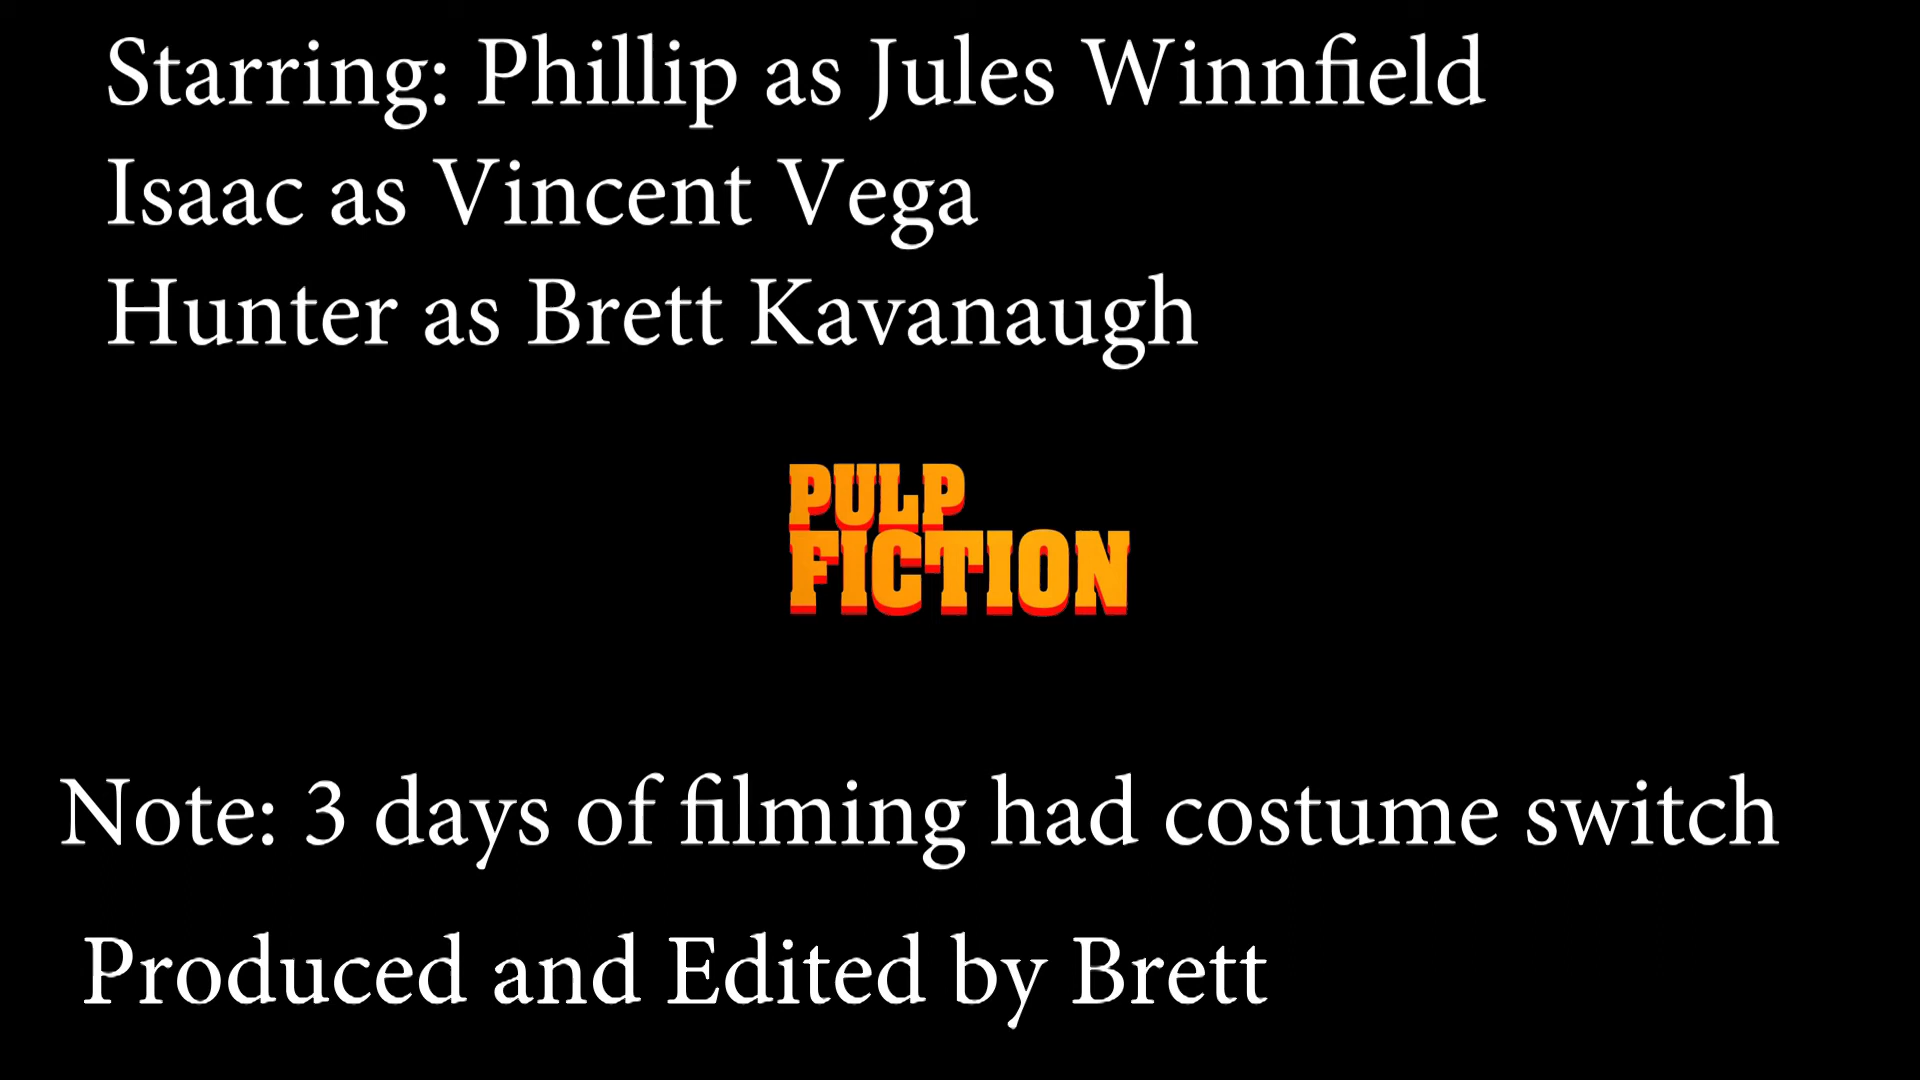 Starring: Phillip as Jules Winnfield
Isaac as Vincent Vega
Hunter as Brett Kavanaugh
PULP
FICTION
Note: 3 days of filming had costume switch
Produced and Edited by Brett